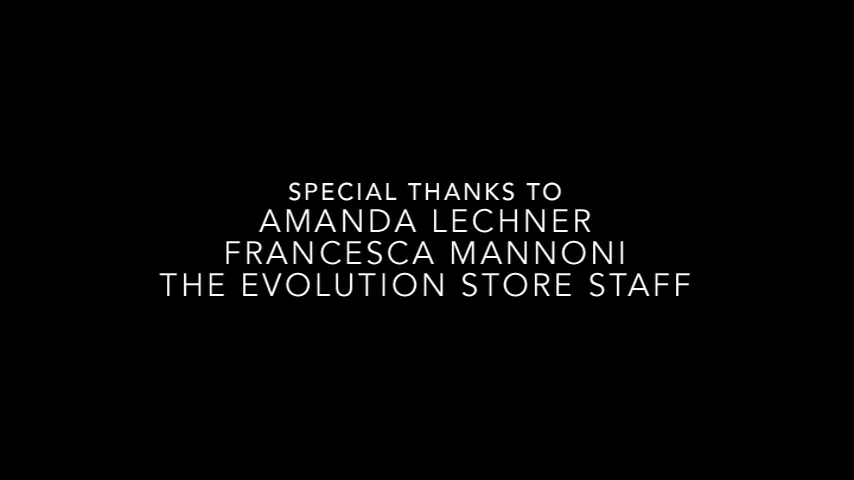 SPECIAL THANKS TO
AMANDA LECHNER
FRANCESCA MANNONI
THE EVOLUTION STORE STAFF